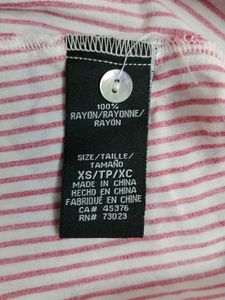 100%
RAYON/RAYONNE/
RAYÓN
SIZE/TAILLE/
TAMAÑO
XS/TP/XC
MADE IN CHINA
HECHO EN CHINA
FABRIQUÉ EN CHINE
CA# 45376
RN# 73023